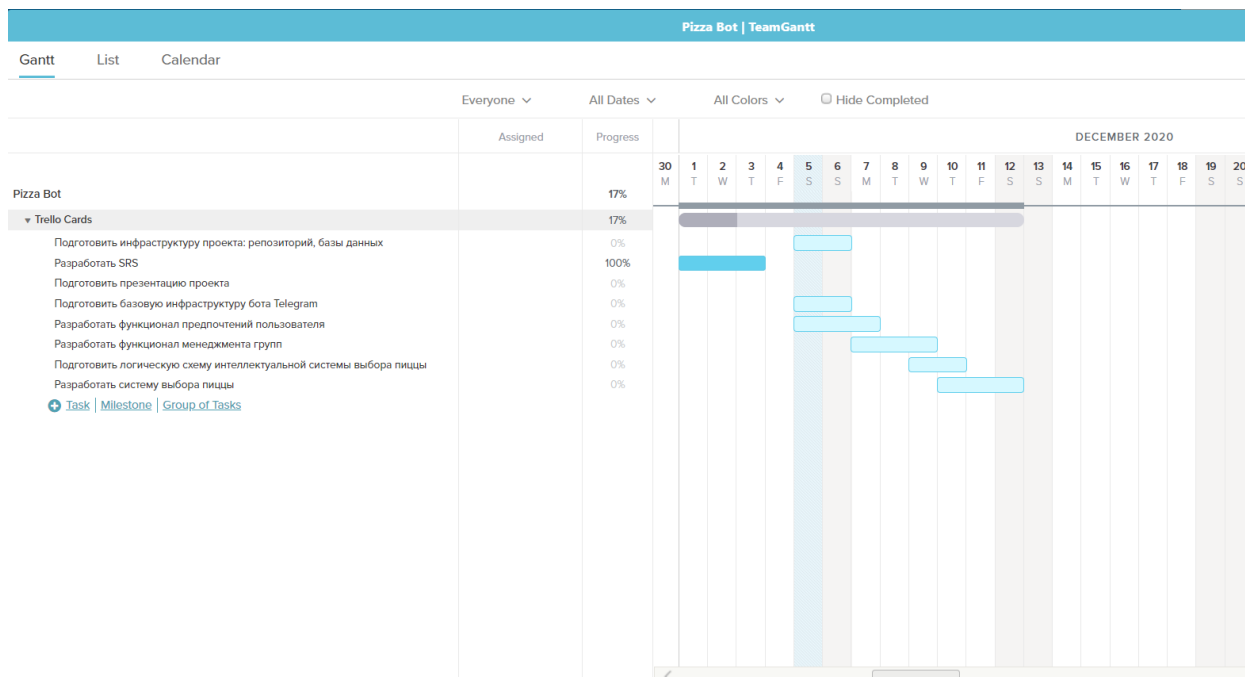 Pizza Bot | TeamGantt
Gantt List Calendar
Everyone All Dates All Colors Hide Completed
Assigned Progress DECEMBER 2020
30 1 2 3 4 5 6 7 8 9 10 11 12 13 14 15 16 17 18 19 20
M T W T F S S M T W T F S S M T W T F S S
Pizza Bot 17%
Trello Cards 17%
Подготовить инфраструктуру проекта: репозиторий, базы данных 0%
Разработать SRS 100%
Подготовить презентацию проекта 0%
Подготовить базовую инфраструктуру бота Telegram 0%
Разработать функционал предпочтений пользователя 0%
Разработать функционал менеджмента групп 0%
Подготовить логическую схему интеллектуальной системы выбора пиццы 0%
Разработать систему выбора пиццы 0%
Task | Milestone | Group of Tasks